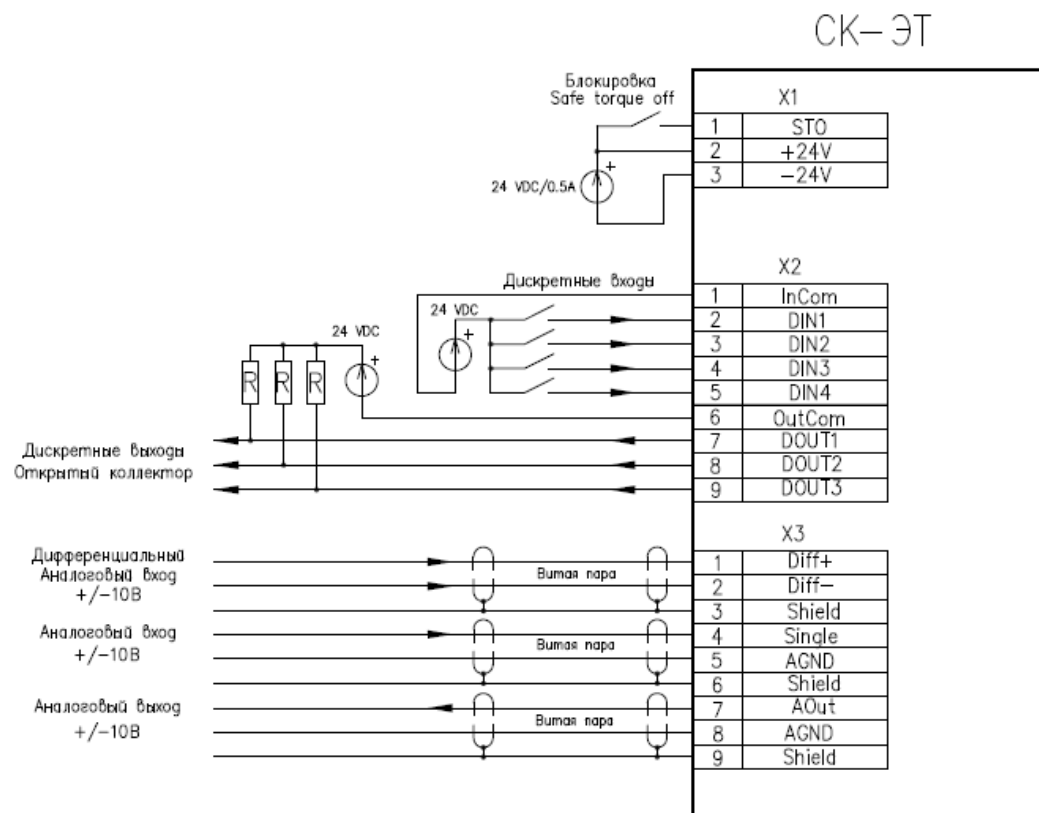 СК-ЭТ
Блокировка
Safe torque off
24 VDC/0.5A
+
X1
1 STO
2 +24V
3 -24V
Дискретные входы
24 VDC
+
24 VDC
+
R R R
X2
1 InCom
2 DIN1
3 DIN2
4 DIN3
5 DIN4
6 OutCom
7 DOUT1
8 DOUT2
9 DOUT3
Дискретные выходы
Открытый коллектор
Дифференциальный
Аналоговый вход
+/-10В
Витая пара
Аналоговый вход
+/-10В
Витая пара
Аналоговый выход
+/-10В
Витая пара
X3
1 Diff+
2 Diff-
3 Shield
4 Single
5 AGND
6 Shield
7 AOut
8 AGND
9 Shield